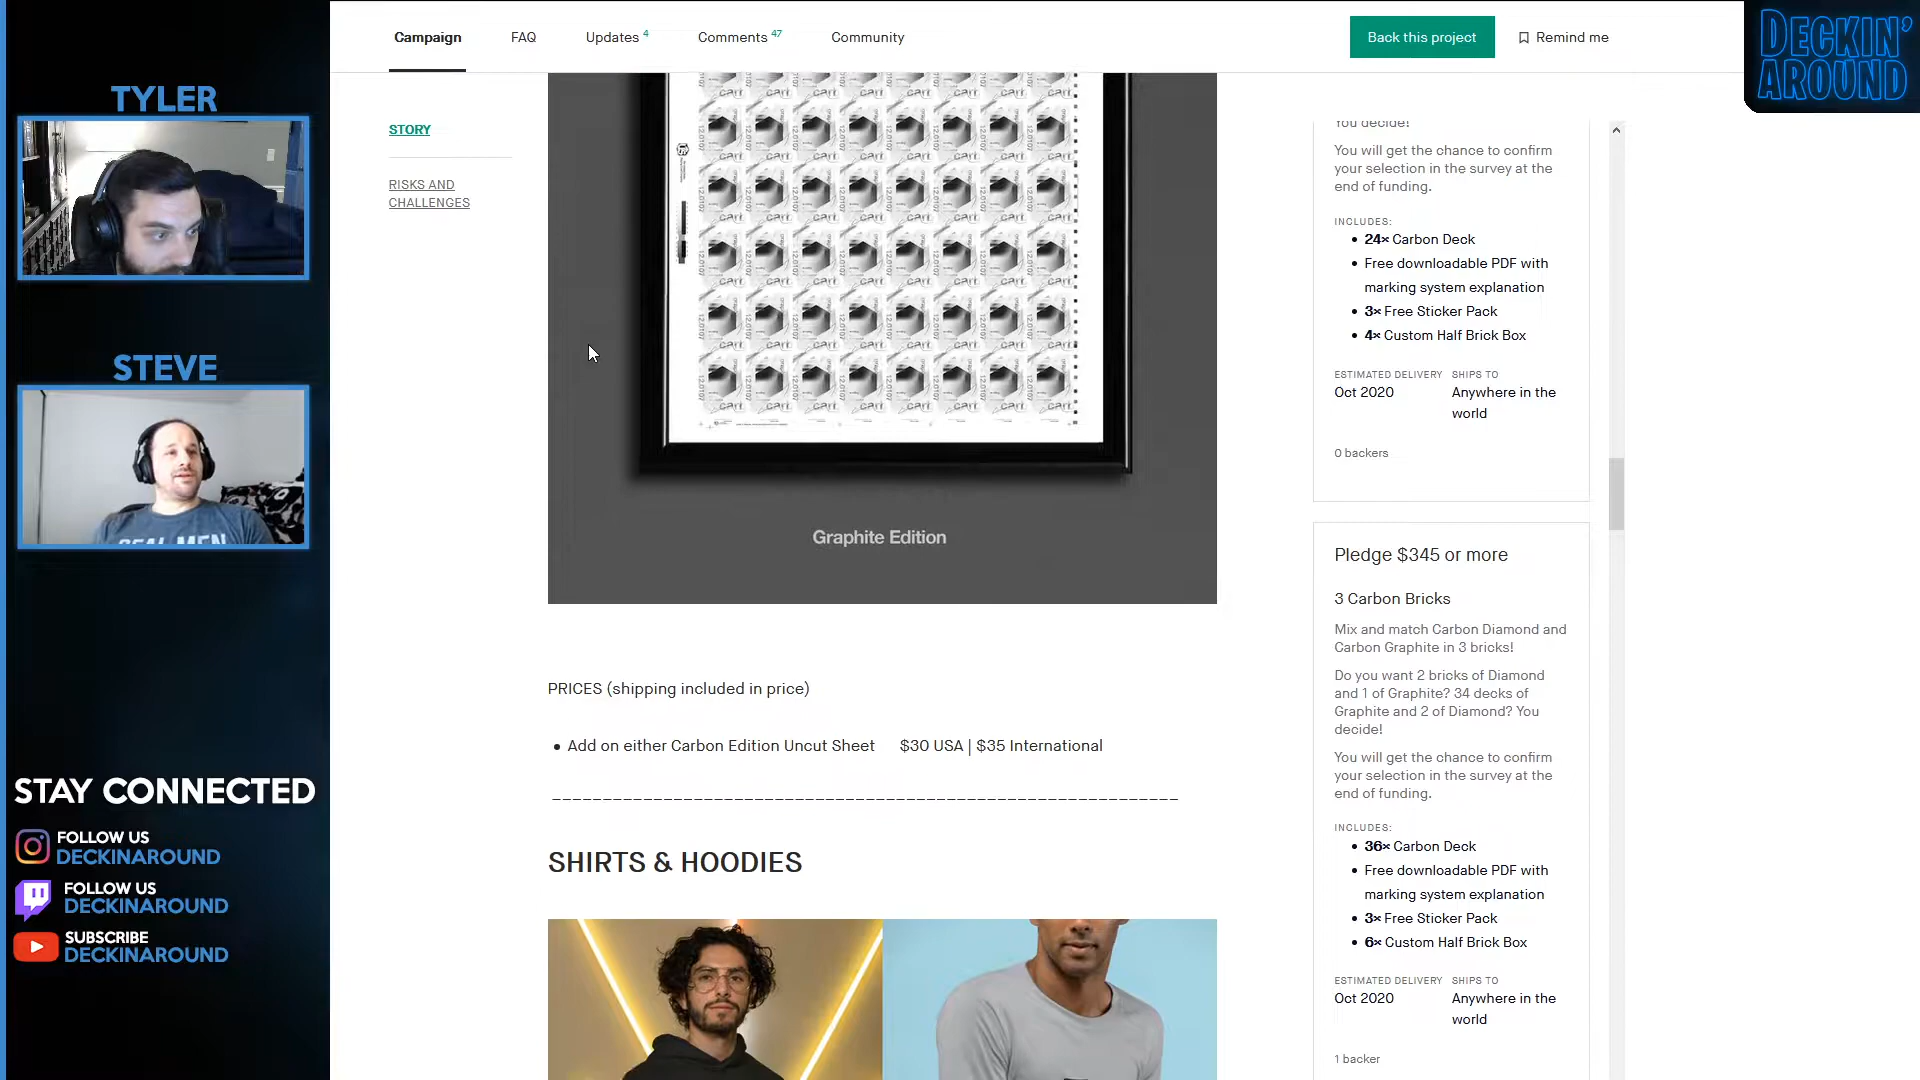 TYLER
STEVE
STAY CONNECTED
FOLLOW US
DECKINAROUND
FOLLOW US
DECKINAROUND
SUBSCRIBE
DECKINAROUND
Campaign
FAQ
Updates 4
Comments 47
Community
Back this project
Remind me
DECKIN'
AROUND
STORY
RISKS AND
CHALLENGES
Graphite Edition
PRICES (shipping included in price)
• Add on either Carbon Edition Uncut Sheet $30 USA | $35 International
SHIRTS & HOODIES
You decide!
You will get the chance to confirm
your selection in the survey at the
end of funding.
INCLUDES:
• 24× Carbon Deck
• Free downloadable PDF with
marking system explanation
• 3× Free Sticker Pack
• 4× Custom Half Brick Box
ESTIMATED DELIVERY SHIPS TO
Oct 2020 Anywhere in the
world
0 backers
Pledge $345 or more
3 Carbon Bricks
Mix and match Carbon Diamond and
Carbon Graphite in 3 bricks!
Do you want 2 bricks of Diamond
and 1 of Graphite? 34 decks of
Graphite and 2 of Diamond? You
decide!
You will get the chance to confirm
your selection in the survey at the
end of funding.
INCLUDES:
• 36× Carbon Deck
• Free downloadable PDF with
marking system explanation
• 3× Free Sticker Pack
• 6× Custom Half Brick Box
ESTIMATED DELIVERY SHIPS TO
Oct 2020 Anywhere in the
world
1 backer